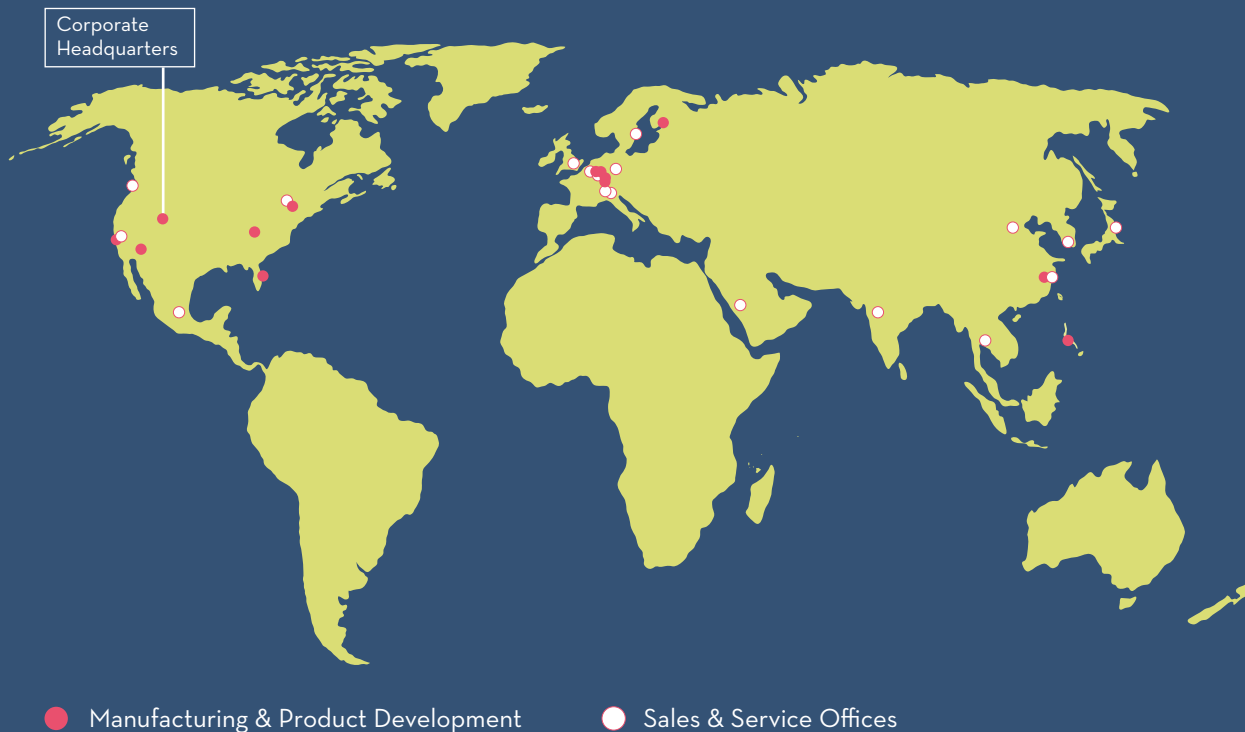 Corporate
Headquarters
Manufacturing & Product Development
Sales & Service Offices